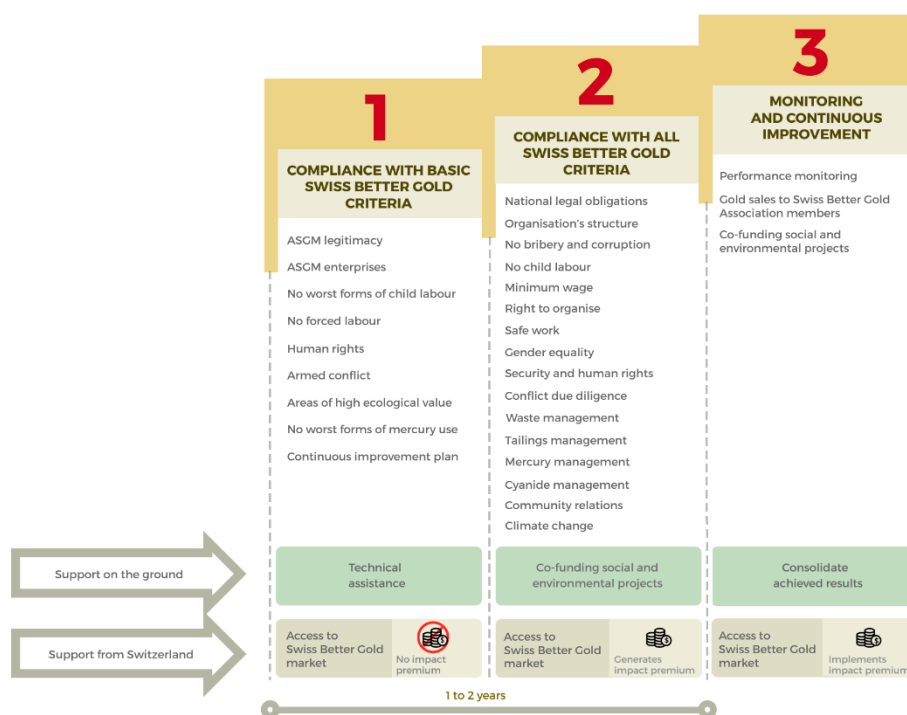 1
COMPLIANCE WITH BASIC
SWISS BETTER GOLD
CRITERIA
ASGM legitimacy
ASGM enterprises
No worst forms of child labour
No forced labour
Human rights
Armed conflict
Areas of high ecological value
No worst forms of mercury use
Continuous improvement plan
2
COMPLIANCE WITH ALL
SWISS BETTER GOLD
CRITERIA
National legal obligations
Organisation's structure
No bribery and corruption
No child labour
Minimum wage
Right to organise
Safe work
Gender equality
Security and human rights
Conflict due diligence
Waste management
Tailings management
Mercury management
Cyanide management
Community relations
Climate change
3
MONITORING
AND CONTINUOUS
IMPROVEMENT
Performance monitoring
Gold sales to Swiss Better Gold
Association members
Co-funding social and
environmental projects
Support on the ground
Technical
assistance
Co-funding social and
environmental projects
Consolidate
achieved results
Support from Switzerland
Access to
Swiss Better Gold
market
No impact
premium
Access to
Swiss Better Gold
market
Generates
impact premium
Access to
Swiss Better Gold
market
Implements
impact premium
1 to 2 years